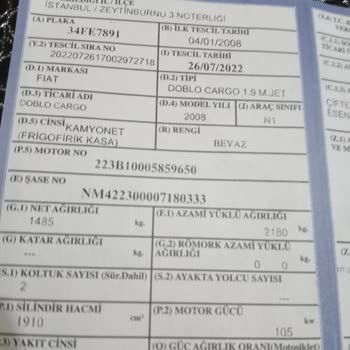 İSTANBUL / ZEYTİNBURNU 3 NOTERLİĞİ
(A) PLAKA
34FE7891
(B) İLK TESCİL TARİHİ
04/01/2008
(Y.2) TESCİL SIRA NO
2022072617002972718
(I) TESCİL TARİHİ
26/07/2022
(D.1) MARKASI
FIAT
(D.2) TİPİ
DOBLO CARGO 1.9 M.JET
(D.3) TİCARİ ADI
DOBLO CARGO
(D.4) MODEL YILI
2008
(J) ARAÇ SINIFI
N1
(D.5) CİNSİ
KAMYONET
(FRİGOFİRİK KASA)
(R) RENGİ
BEYAZ
(P.5) MOTOR NO
223B10005859650
(E) ŞASE NO
NM422300007180333
(G.1) NET AĞIRLIĞI
1485
kg.
(F.1) AZAMİ YÜKLÜ AĞIRLIĞI
2180
kg.
(G) KATAR AĞIRLIĞI
---
kg.
(G.2) RÖMORK AZAMİ YÜKLÜ
AĞIRLIĞI
0 0
kg.
(S.1) KOLTUK SAYISI (Sür.Dahil)
2
(S.2) AYAKTA YOLCU SAYISI
---
(P.1) SİLİNDİR HACMİ
1910
cm³
(P.2) MOTOR GÜCÜ
105
kw
(P.3) YAKIT CİNSİ
(Q) GÜÇ AĞIRLIK ORANI(Motosiklet)